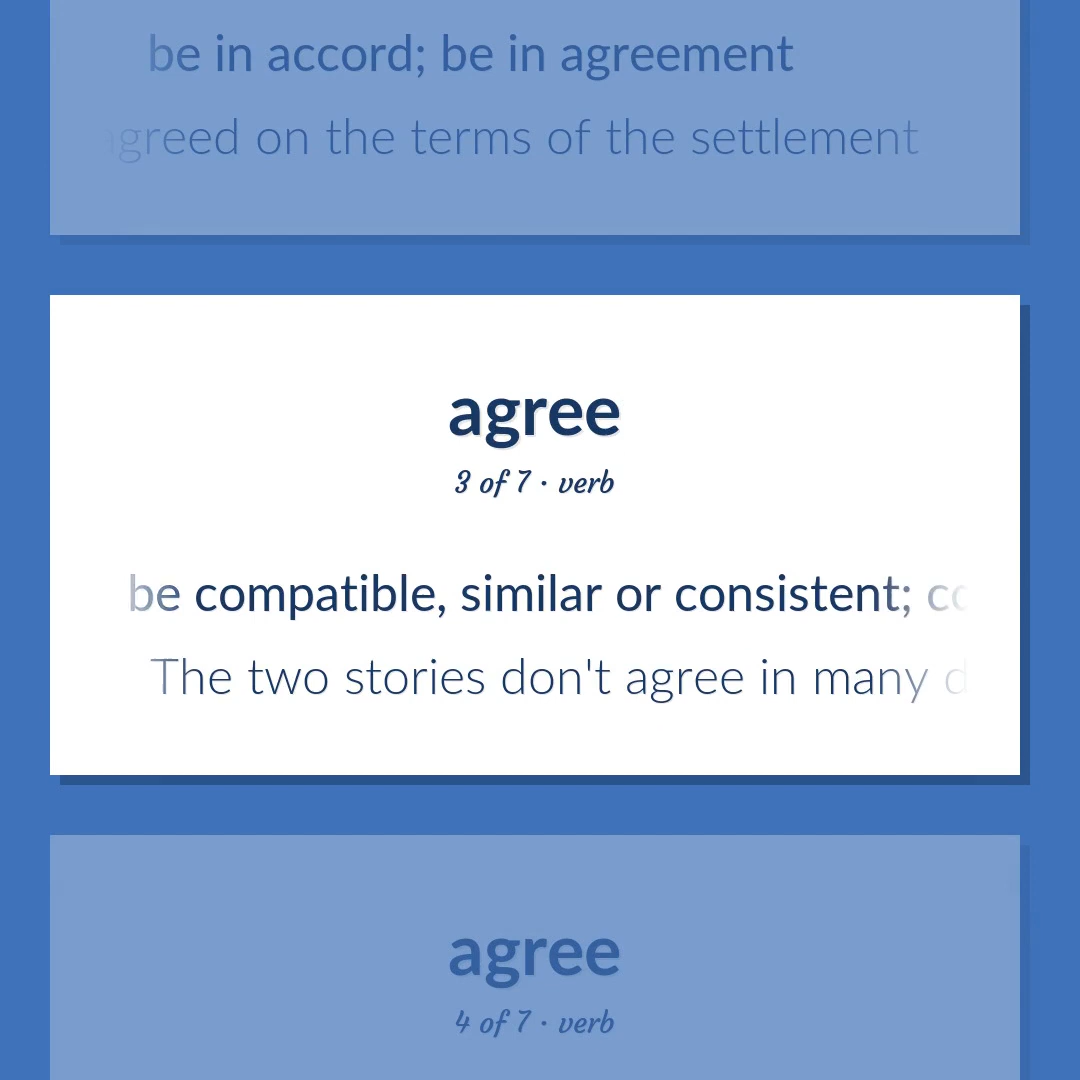 be in accord; be in agreement
agreed on the terms of the settlement
agree
3 of 7 · verb
be compatible, similar or consistent;
The two stories don't agree in many
agree
4 of 7 · verb